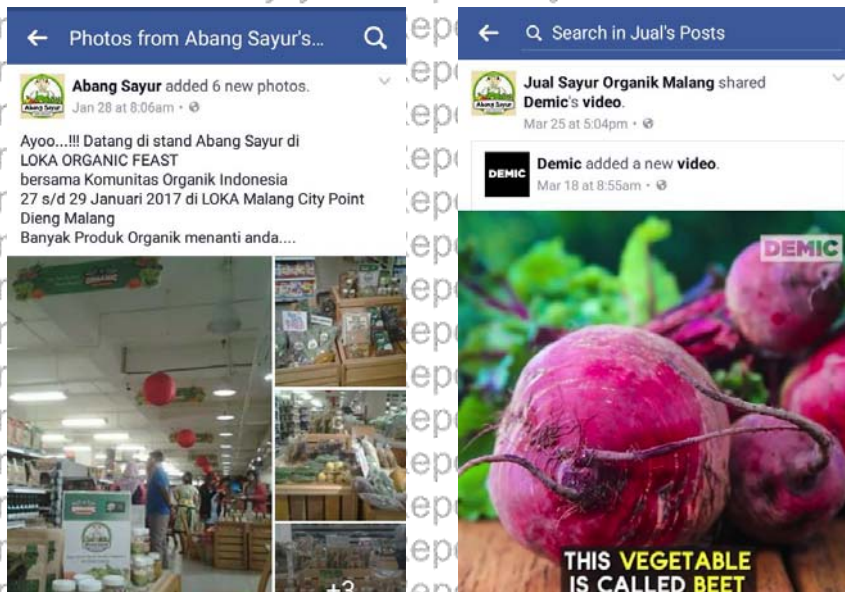 Photos from Abang Sayur's...
Abang Sayur added 6 new photos.
Jan 28 at 8:06am
Ayoo...!!! Datang di stand Abang Sayur di
LOKA ORGANIC FEAST
bersama Komunitas Organik Indonesia
27 s/d 29 Januari 2017 di LOKA Malang City Point
Dieng Malang
Banyak Produk Organik menanti anda....
ORGANIC
+3
Search in Jual's Posts
Jual Sayur Organik Malang shared
Demic's video.
Mar 25 at 5:04pm
DEMIC
Demic added a new video.
Mar 18 at 8:55am
DEMIC
THIS VEGETABLE
IS CALLED BEET